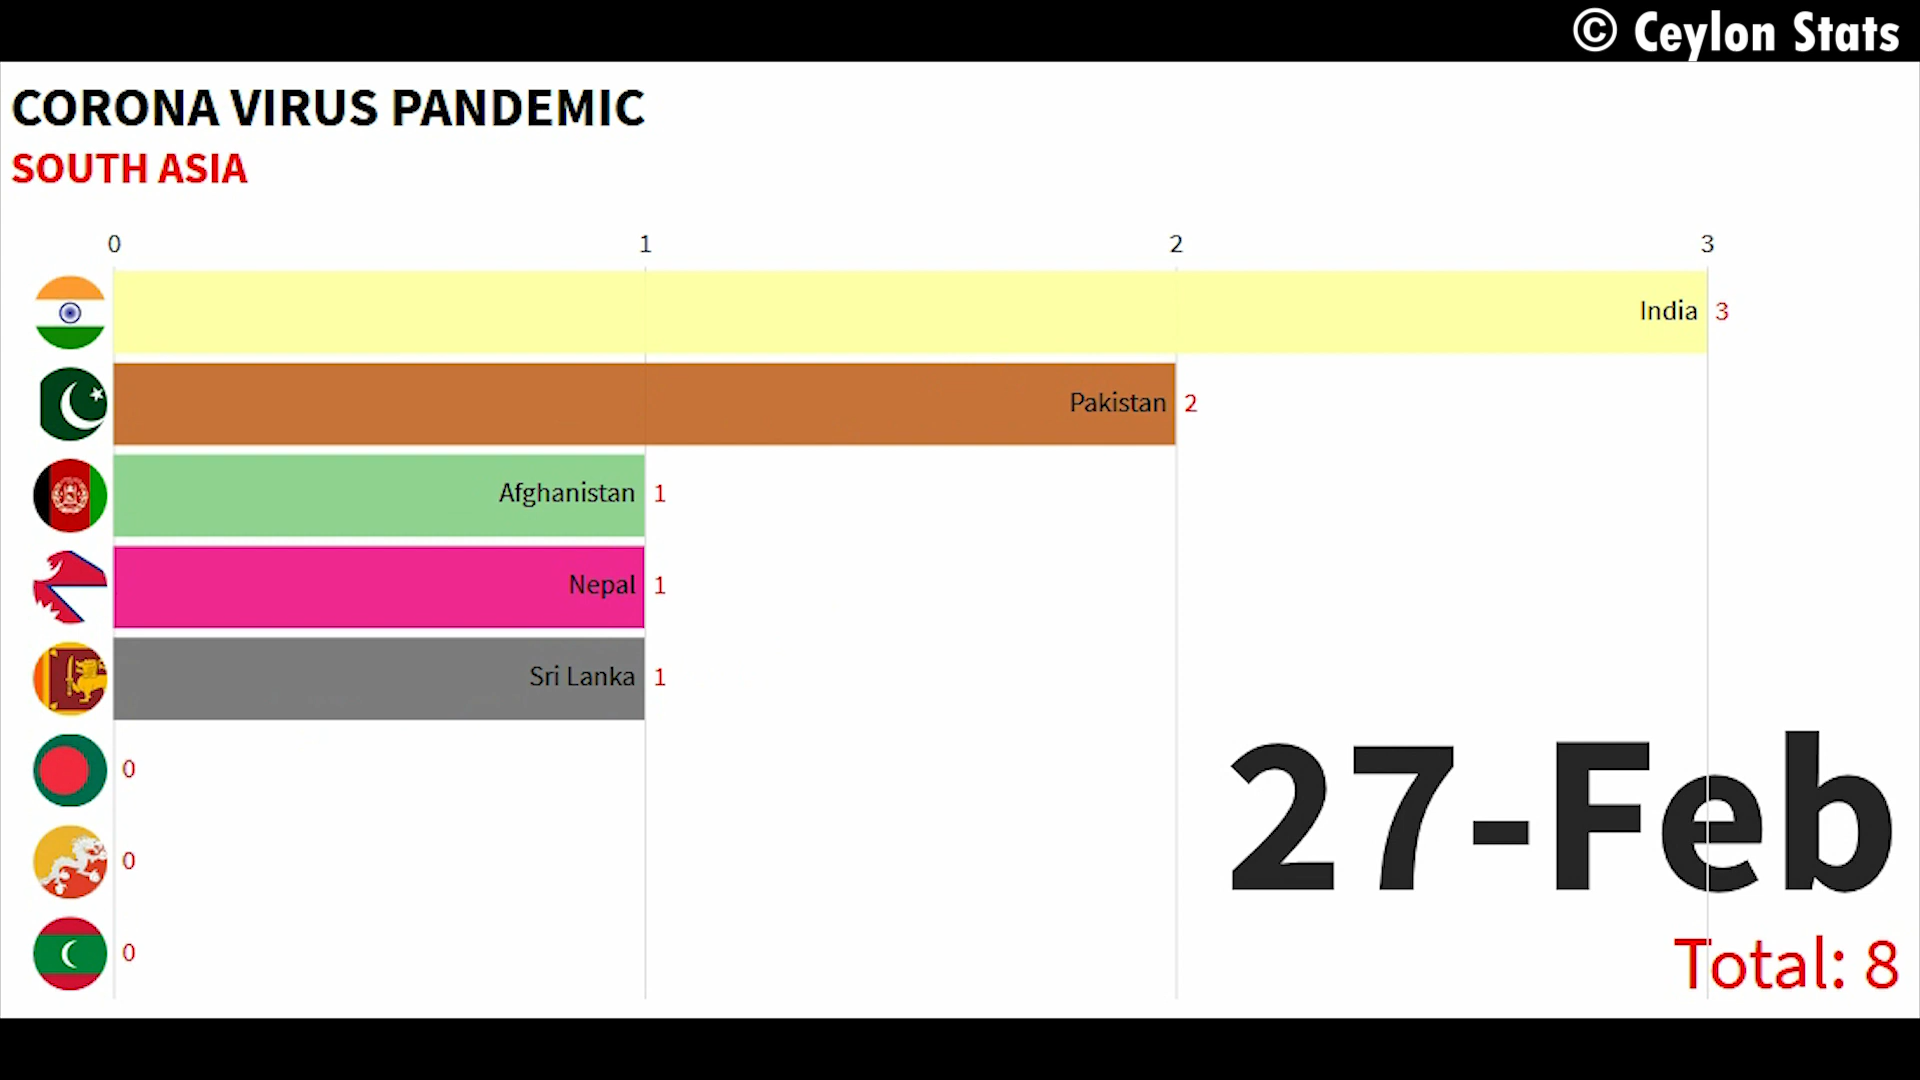 © Ceylon Stats
CORONA VIRUS PANDEMIC
SOUTH ASIA
0 1 2 3
India 3
Pakistan 2
Afghanistan 1
Nepal 1
Sri Lanka 1
0
0
0
27-Feb
Total: 8